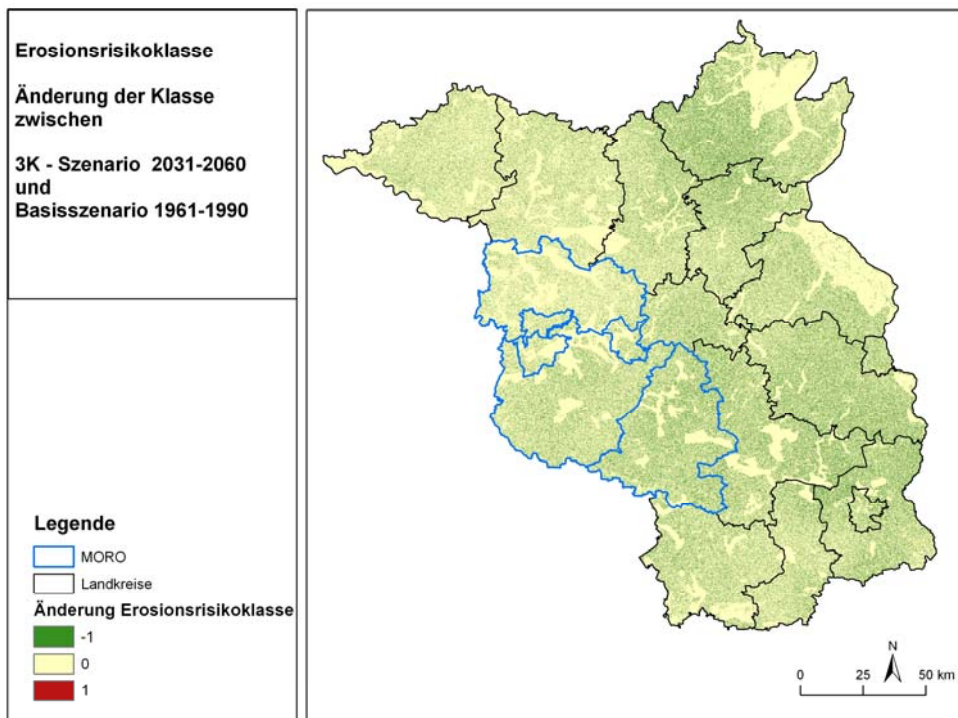 Erosionsrisikoklasse
Änderung der Klasse
zwischen
3K - Szenario 2031-2060
und
Basisszenario 1961-1990
Legende
MORO
Landkreise
Änderung Erosionsrisikoklasse
-1
0
1
N
0 25 50 km